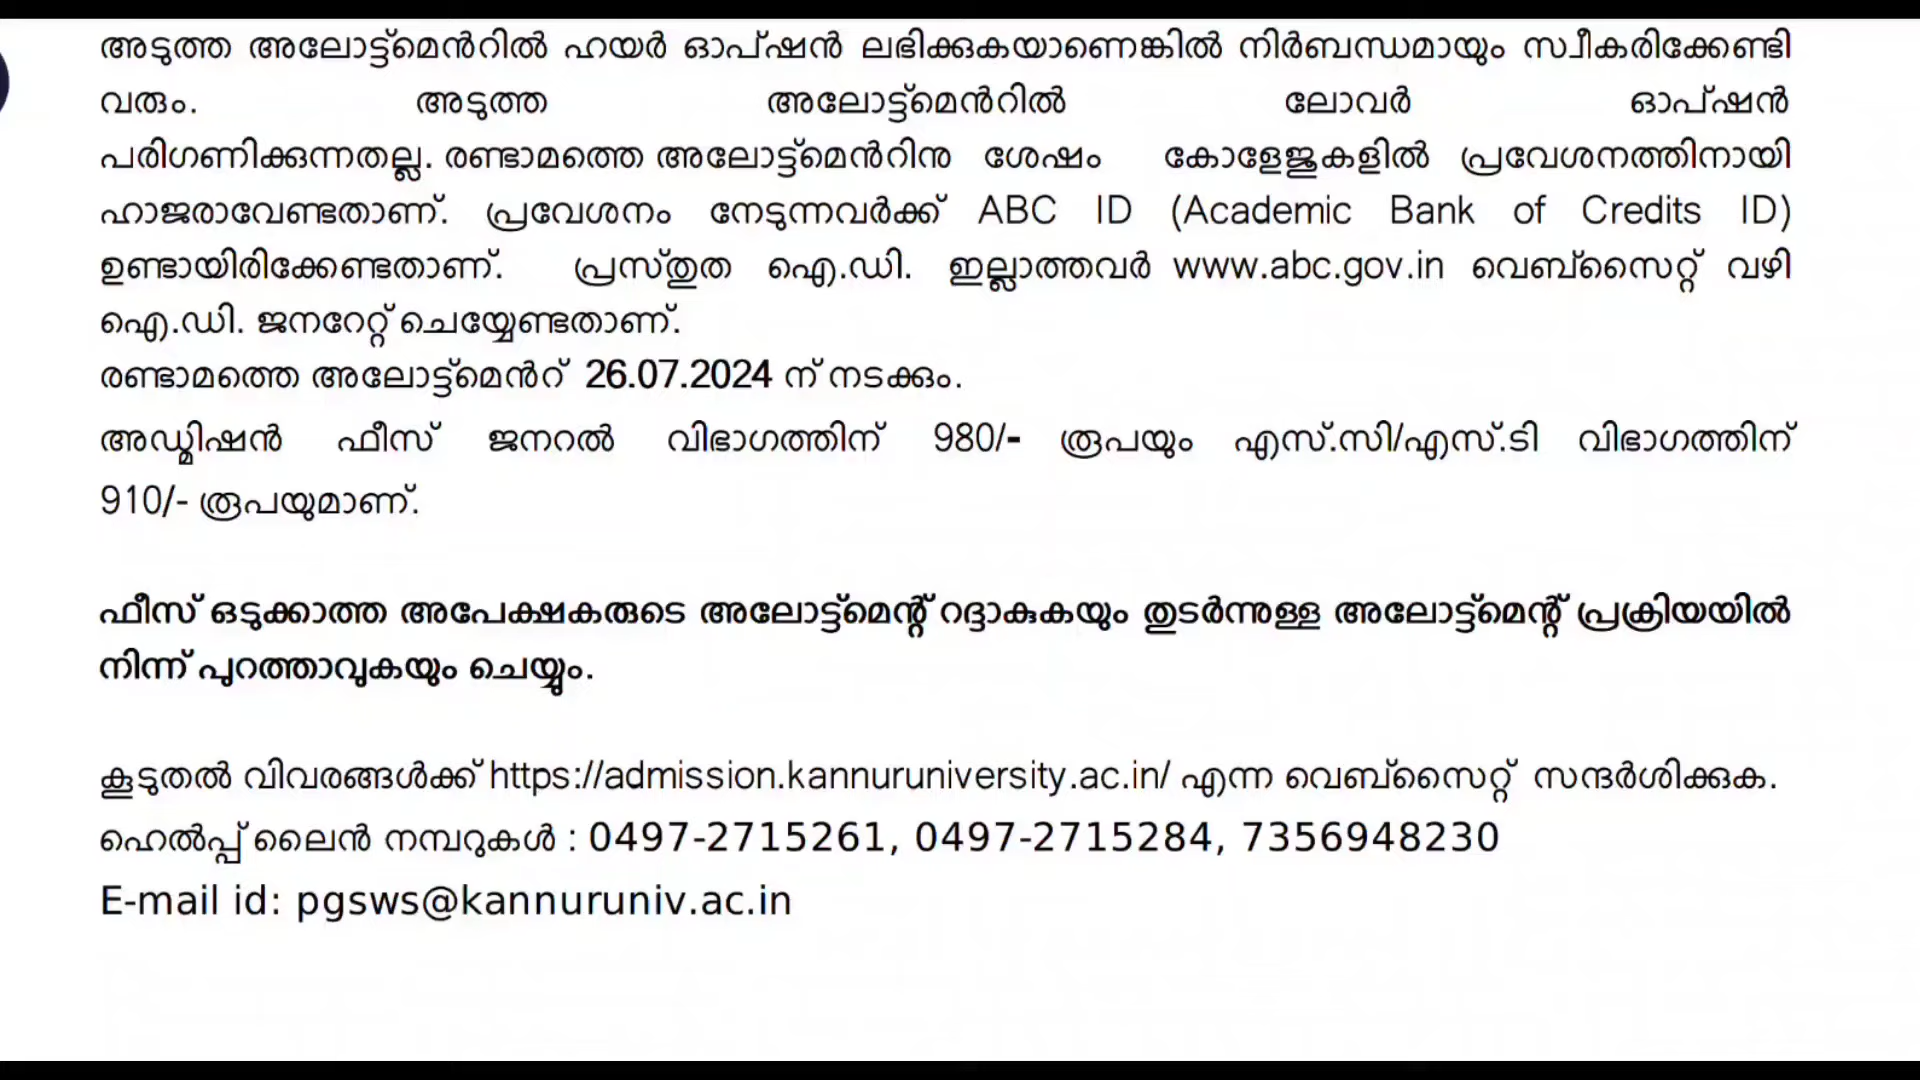 അടുത്ത അലോട്ട്മെൻറിൽ ഹയർ ഓപ്ഷൻ ലഭിക്കുകയാണെങ്കിൽ നിർബന്ധമായും സ്വീകരിക്കേണ്ടി
വരും. അടുത്ത അലോട്ട്മെൻറിൽ ലോവർ ഓപ്ഷൻ
പരിഗണിക്കുന്നതല്ല. രണ്ടാമത്തെ അലോട്ട്മെൻറിനു ശേഷം കോളേജുകളിൽ പ്രവേശനത്തിനായി
ഹാജരാവേണ്ടതാണ്. പ്രവേശനം നേടുന്നവർക്ക് ABC ID (Academic Bank of Credits ID)
ഉണ്ടായിരിക്കേണ്ടതാണ്. പ്രസ്തുത ഐ.ഡി. ഇല്ലാത്തവർ www.abc.gov.in വെബ്സൈറ്റ് വഴി
ഐ.ഡി. ജനറേറ്റ് ചെയ്യേണ്ടതാണ്.
രണ്ടാമത്തെ അലോട്ട്മെൻറ് 26.07.2024 ന് നടക്കും.
അഡ്മിഷൻ ഫീസ് ജനറൽ വിഭാഗത്തിന് 980/- രൂപയും എസ്.സി/എസ്.ടി വിഭാഗത്തിന്
910/- രൂപയുമാണ്.
ഫീസ് ഒടുക്കാത്ത അപേക്ഷകരുടെ അലോട്ട്മെന്റ് റദ്ദാകുകയും തുടർന്നുള്ള അലോട്ട്മെന്റ് പ്രക്രിയയിൽ
നിന്ന് പുറത്താവുകയും ചെയ്യും.
കൂടുതൽ വിവരങ്ങൾക്ക് https://admission.kannuruniversity.ac.in/ എന്ന വെബ്സൈറ്റ് സന്ദർശിക്കുക.
ഹെൽപ്പ് ലൈൻ നമ്പറുകൾ : 0497-2715261, 0497-2715284, 7356948230
E-mail id: pgsws@kannuruniv.ac.in